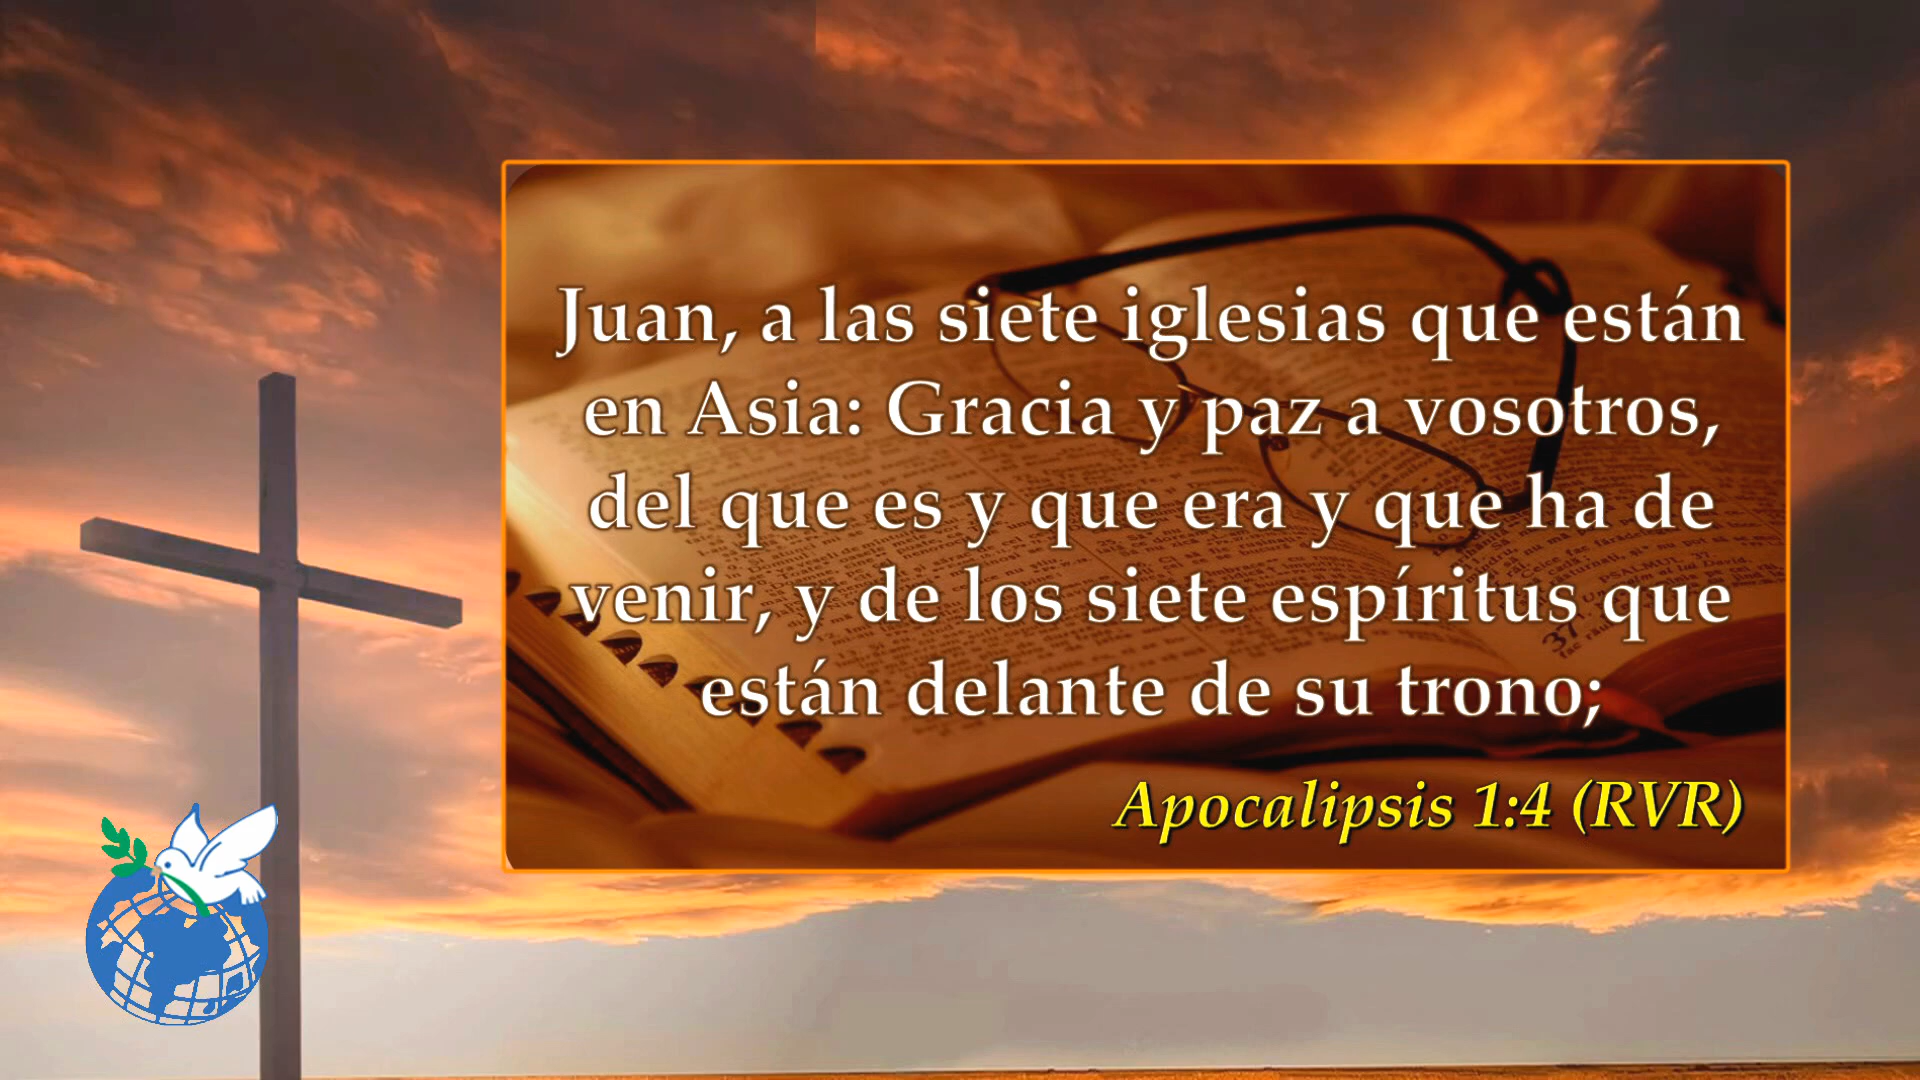 Juan, a las siete iglesias que están
en Asia: Gracia y paz a vosotros,
del que es y que era y que ha de
venir, y de los siete espíritus que
están delante de su trono;
Apocalipsis 1:4 (RVR)